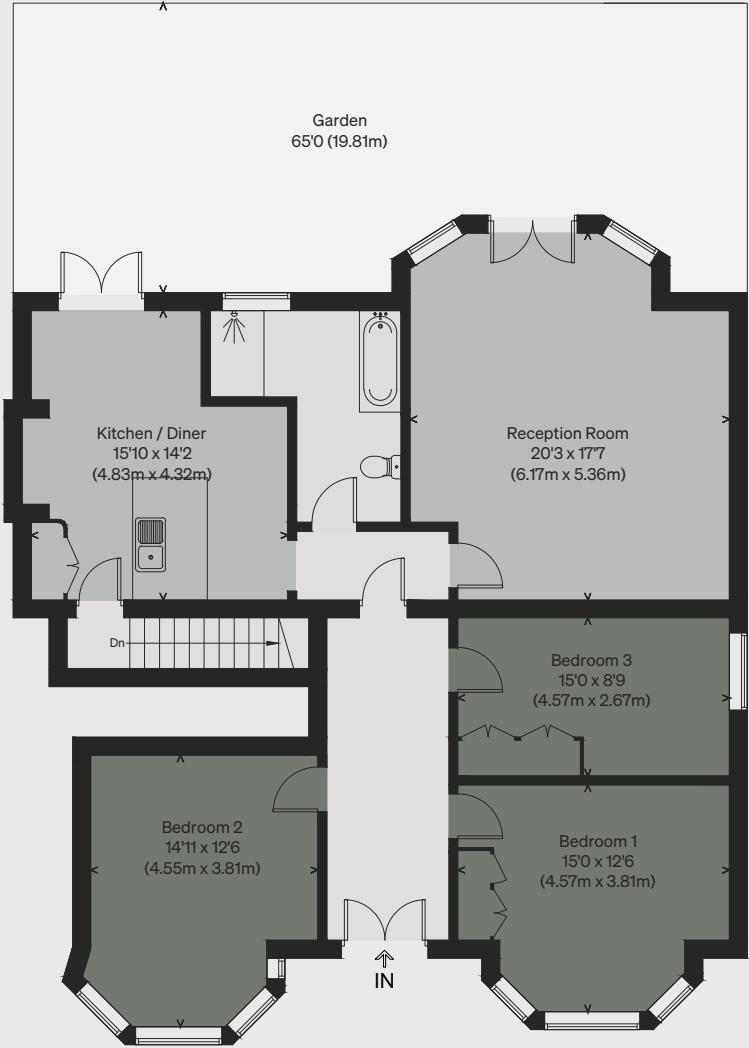 Garden
65'0 (19.81m)
Kitchen / Diner
15'10 x 14'2
(4.83m x 4.32m)
Reception Room
20'3 x 17'7
(6.17m x 5.36m)
Dn
Bedroom 3
15'0 x 8'9
(4.57m x 2.67m)
Bedroom 2
14'11 x 12'6
(4.55m x 3.81m)
Bedroom 1
15'0 x 12'6
(4.57m x 3.81m)
IN